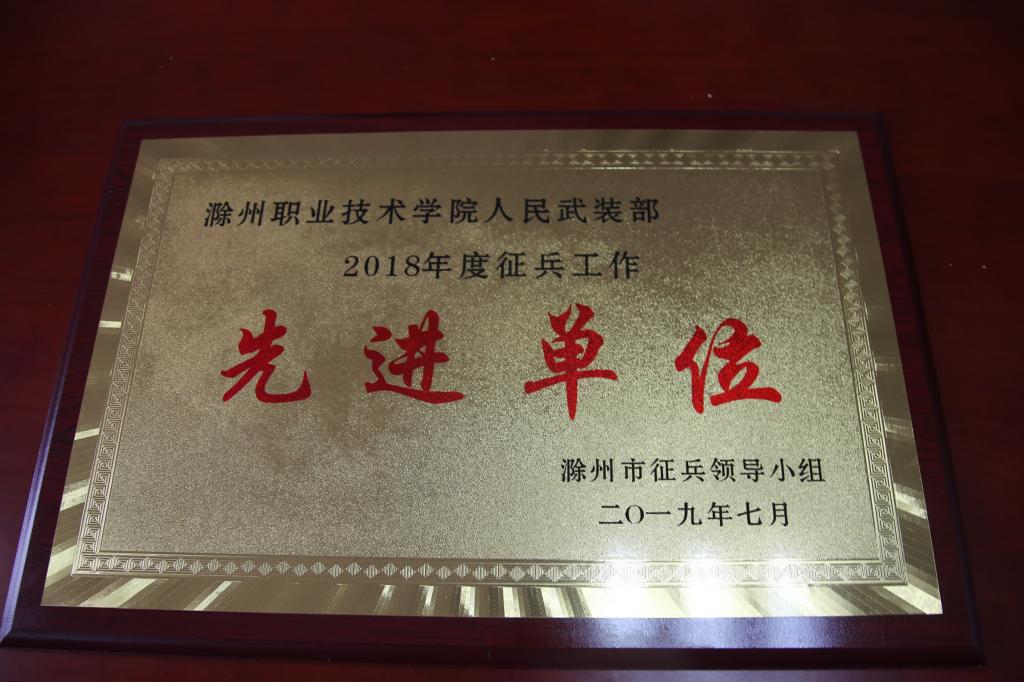 滁州职业技术学院人民武装部
2018年度征兵工作
先进单位
滁州市征兵领导小组
二〇一九年七月